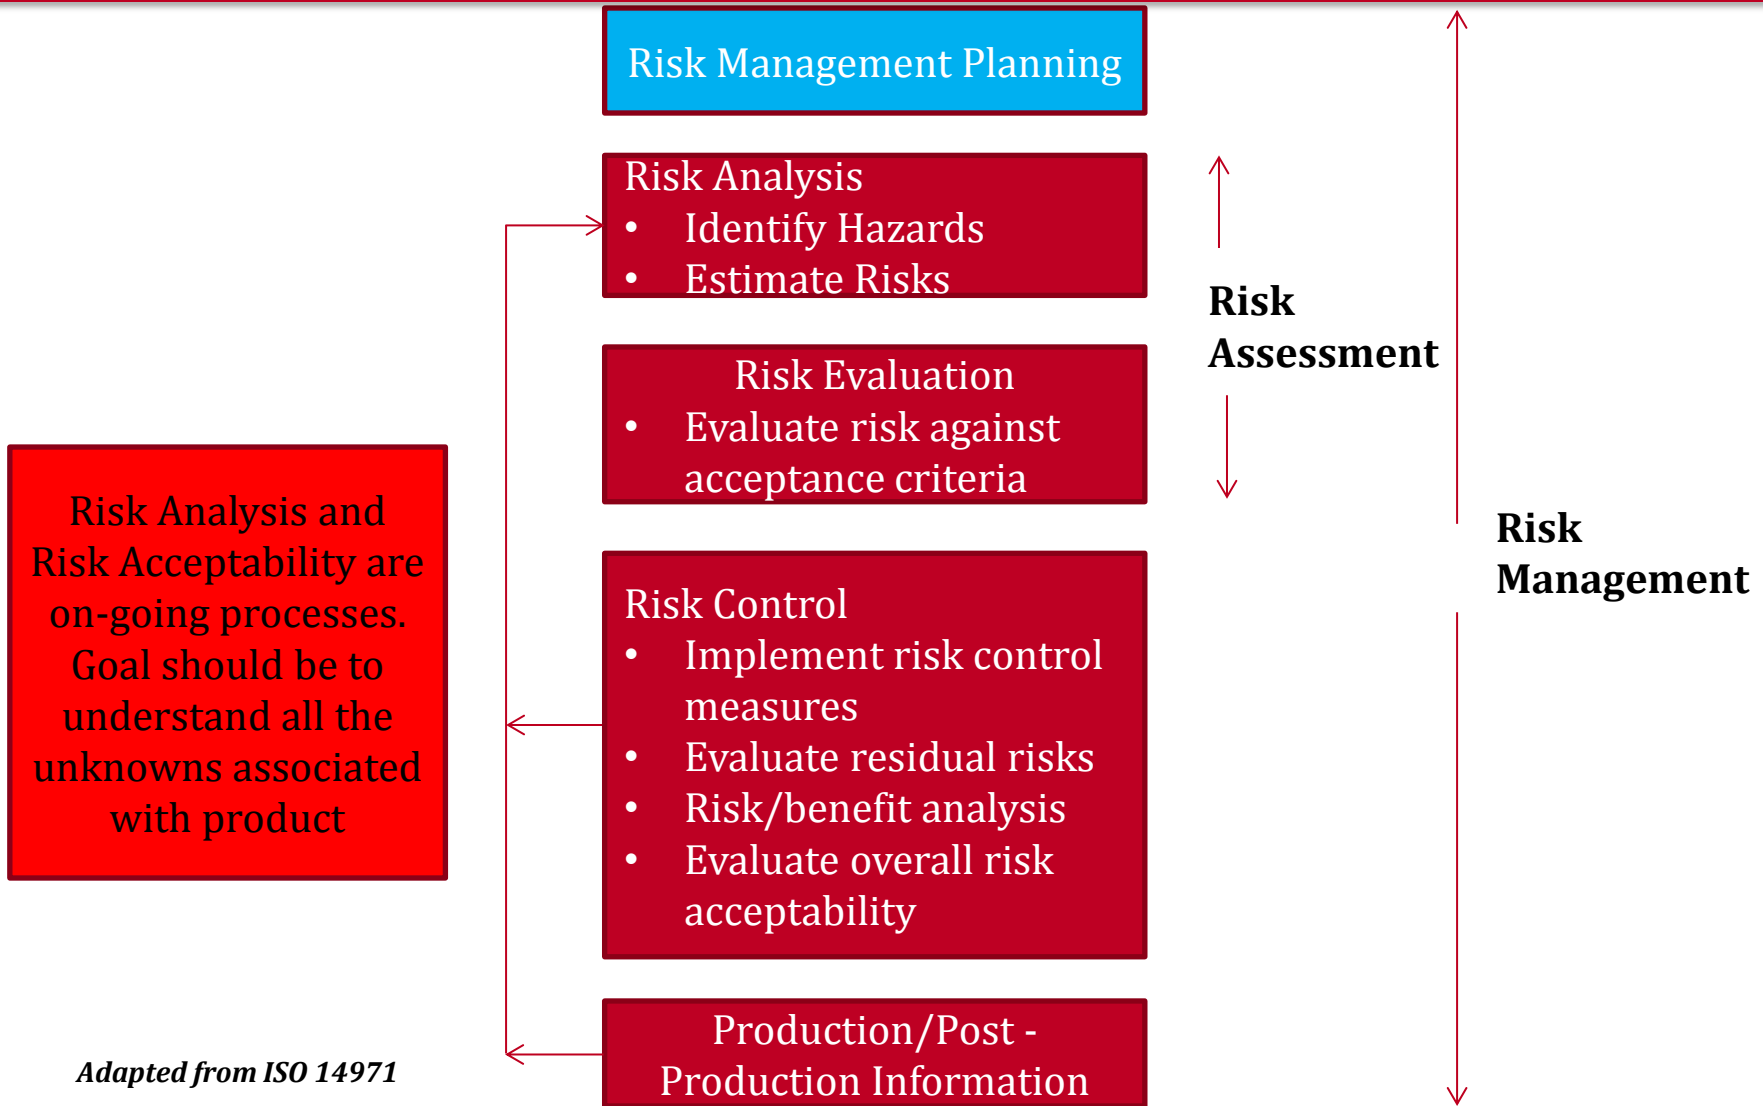 Risk Management Planning
Risk Analysis
• Identify Hazards
• Estimate Risks
Risk Evaluation
• Evaluate risk against
acceptance criteria
Risk Control
• Implement risk control
measures
• Evaluate residual risks
• Risk/benefit analysis
• Evaluate overall risk
acceptability
Production/Post -
Production Information
Risk
Assessment
Risk
Management
Risk Analysis and
Risk Acceptability are
on-going processes.
Goal should be to
understand all the
unknowns associated
with product
Adapted from ISO 14971